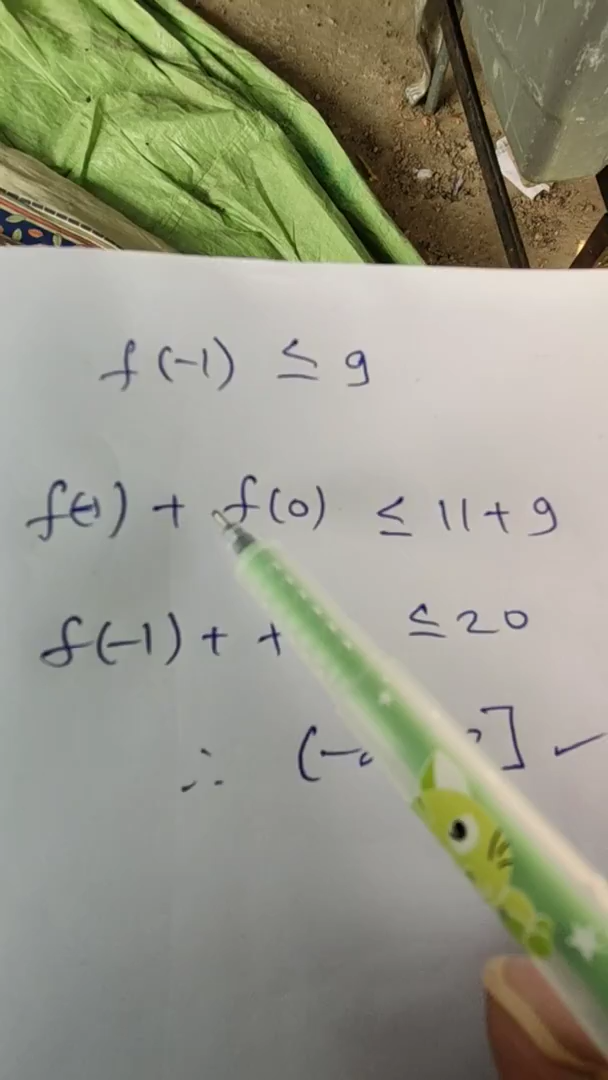 f(-1) ≤ 9
f(-1) + f(0) ≤ 11+9
f(-1) + + ≤ 20
∴ (- ]